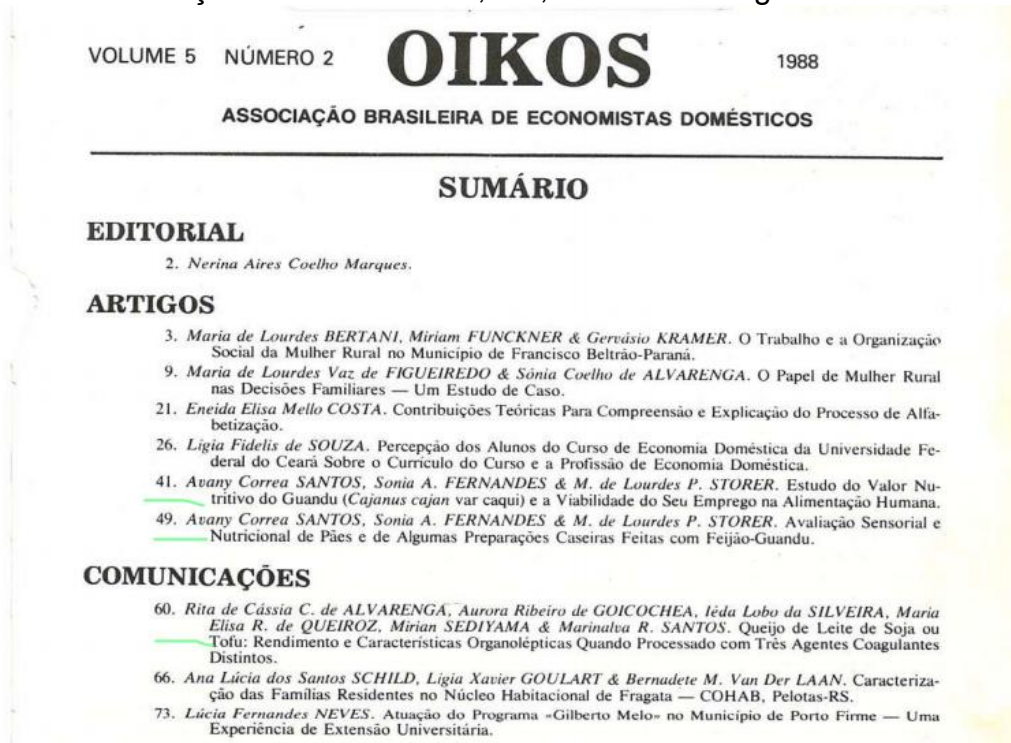 VOLUME 5 NÚMERO 2 OIKOS 1988
ASSOCIAÇÃO BRASILEIRA DE ECONOMISTAS DOMÉSTICOS
SUMÁRIO
EDITORIAL
2. Nerina Aires Coelho Marques.
ARTIGOS
3. Maria de Lourdes BERTANI, Miriam FUNCKNER & Gervásio KRAMER. O Trabalho e a Organização
Social da Mulher Rural no Município de Francisco Beltrão-Paraná.
9. Maria de Lourdes Vaz de FIGUEIREDO & Sônia Coelho de ALVARENGA. O Papel de Mulher Rural
nas Decisões Familiares — Um Estudo de Caso.
21. Eneida Elisa Mello COSTA. Contribuições Teóricas Para Compreensão e Explicação do Processo de Alfa-
betização.
26. Ligia Fidelis de SOUZA. Percepção dos Alunos do Curso de Economia Doméstica da Universidade Fe-
deral do Ceará Sobre o Currículo do Curso e a Profissão de Economia Doméstica.
41. Avany Correa SANTOS, Sonia A. FERNANDES & M. de Lourdes P. STORER. Estudo do Valor Nu-
tritivo do Guandu (Cajanus cajan var caqui) e a Viabilidade do Seu Emprego na Alimentação Humana.
49. Avany Correa SANTOS, Sonia A. FERNANDES & M. de Lourdes P. STORER. Avaliação Sensorial e
Nutricional de Pães e de Algumas Preparações Caseiras Feitas com Feijão-Guandu.
COMUNICAÇÕES
60. Rita de Cássia C. de ALVARENGA, Aurora Ribeiro de GOICOCHEA, Iêda Lobo da SILVEIRA, Maria
Elisa R. de QUEIROZ, Mirian SEDIYAMA & Marinalva R. SANTOS. Queijo de Leite de Soja ou
Tofu: Rendimento e Características Organolépticas Quando Processado com Três Agentes Coagulantes
Distintos.
66. Ana Lúcia dos Santos SCHILD, Ligia Xavier GOULART & Bernadete M. Van Der LAAN. Caracteriza-
ção das Famílias Residentes no Núcleo Habitacional de Fragata — COHAB, Pelotas-RS.
73. Lúcia Fernandes NEVES. Atuação do Programa «Gilberto Melo» no Município de Porto Firme — Uma
Experiência de Extensão Universitária.